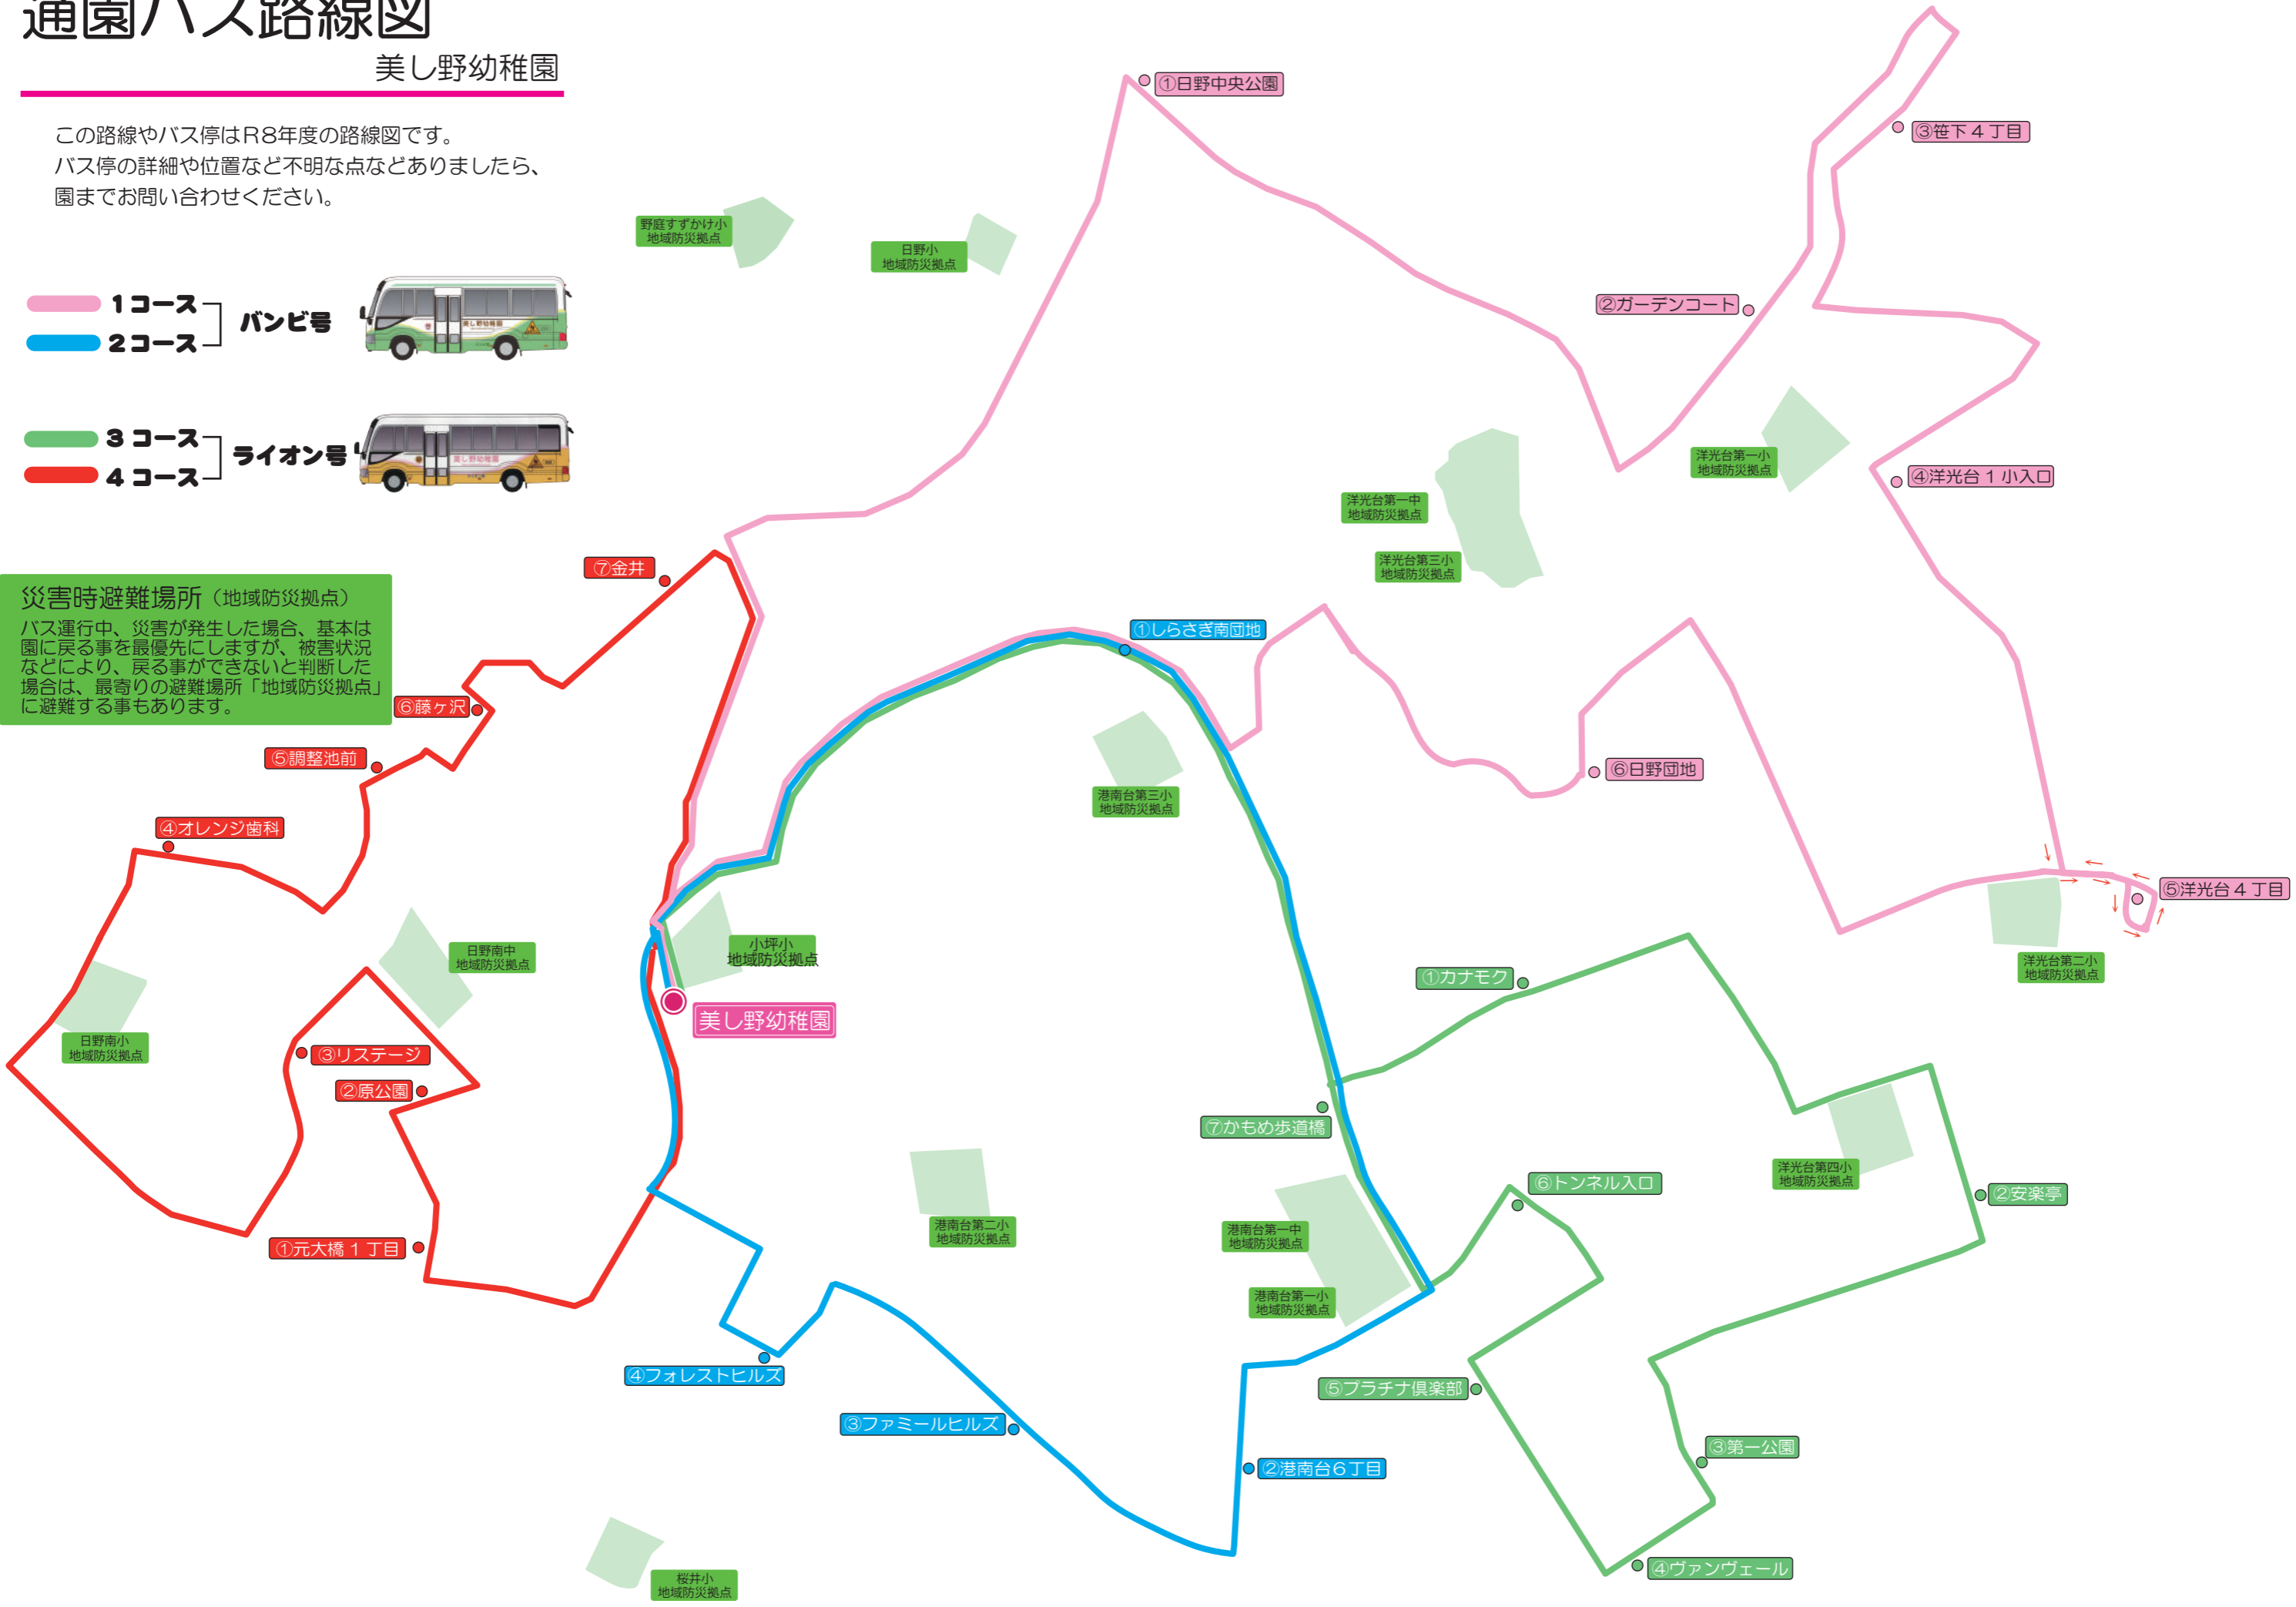 通園バス路線図
美し野幼稚園
この路線やバス停はR8年度の路線図です。
バス停の詳細や位置など不明な点などありましたら、
園までお問い合わせください。
1コース
2コース
バンビ号
美し野幼稚園
3コース
4コース
ライオン号
美し野幼稚園
災害時避難場所（地域防災拠点）
バス運行中、災害が発生した場合、基本は
園に戻る事を最優先にしますが、被害状況
などにより、戻る事ができないと判断した
場合は、最寄りの避難場所「地域防災拠点」
に避難する事もあります。
①日野中央公園
③笹下４丁目
野庭すずかけ小
地域防災拠点
日野小
地域防災拠点
②ガーデンコート
洋光台第一小
地域防災拠点
④洋光台１小入口
洋光台第一中
地域防災拠点
洋光台第三小
地域防災拠点
⑦金井
①しらさぎ南団地
⑥藤ヶ沢
⑤調整池前
⑥日野団地
港南台第三小
地域防災拠点
④オレンジ歯科
⑤洋光台４丁目
日野南中
地域防災拠点
小坪小
地域防災拠点
洋光台第二小
地域防災拠点
①カナモク
美し野幼稚園
日野南小
地域防災拠点
③リステージ
②原公園
⑦かもめ歩道橋
洋光台第四小
地域防災拠点
⑥トンネル入口
②安楽亭
港南台第二小
地域防災拠点
港南台第一中
地域防災拠点
①元大橋１丁目
港南台第一小
地域防災拠点
④フォレストヒルズ
⑤プラチナ倶楽部
③ファミールヒルズ
③第一公園
②港南台６丁目
④ヴァンヴェール
桜井小
地域防災拠点